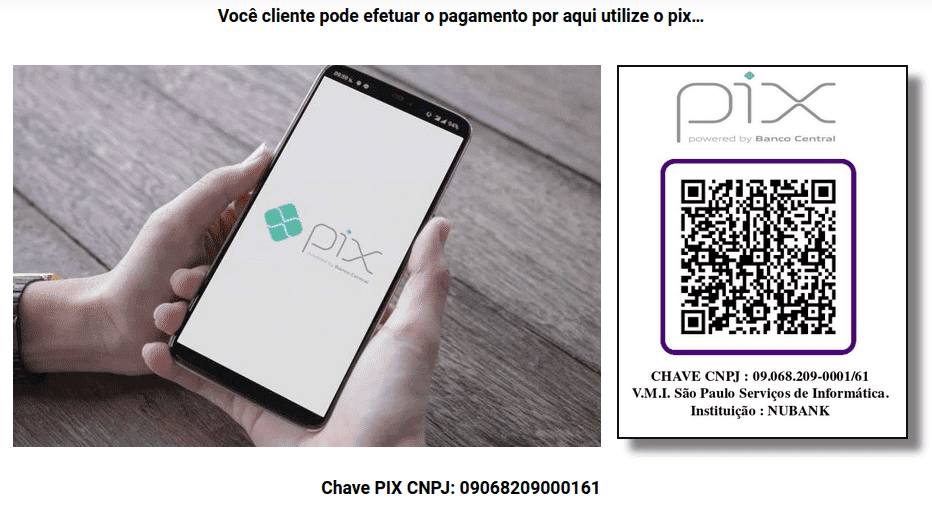 Você cliente pode efetuar o pagamento por aqui utilize o pix...
pix
powered by Banco Central
pix
powered by Banco Central
CHAVE CNPJ : 09.068.209-0001/61
V.M.I. São Paulo Serviços de Informática.
Instituição : NUBANK
Chave PIX CNPJ: 09068209000161